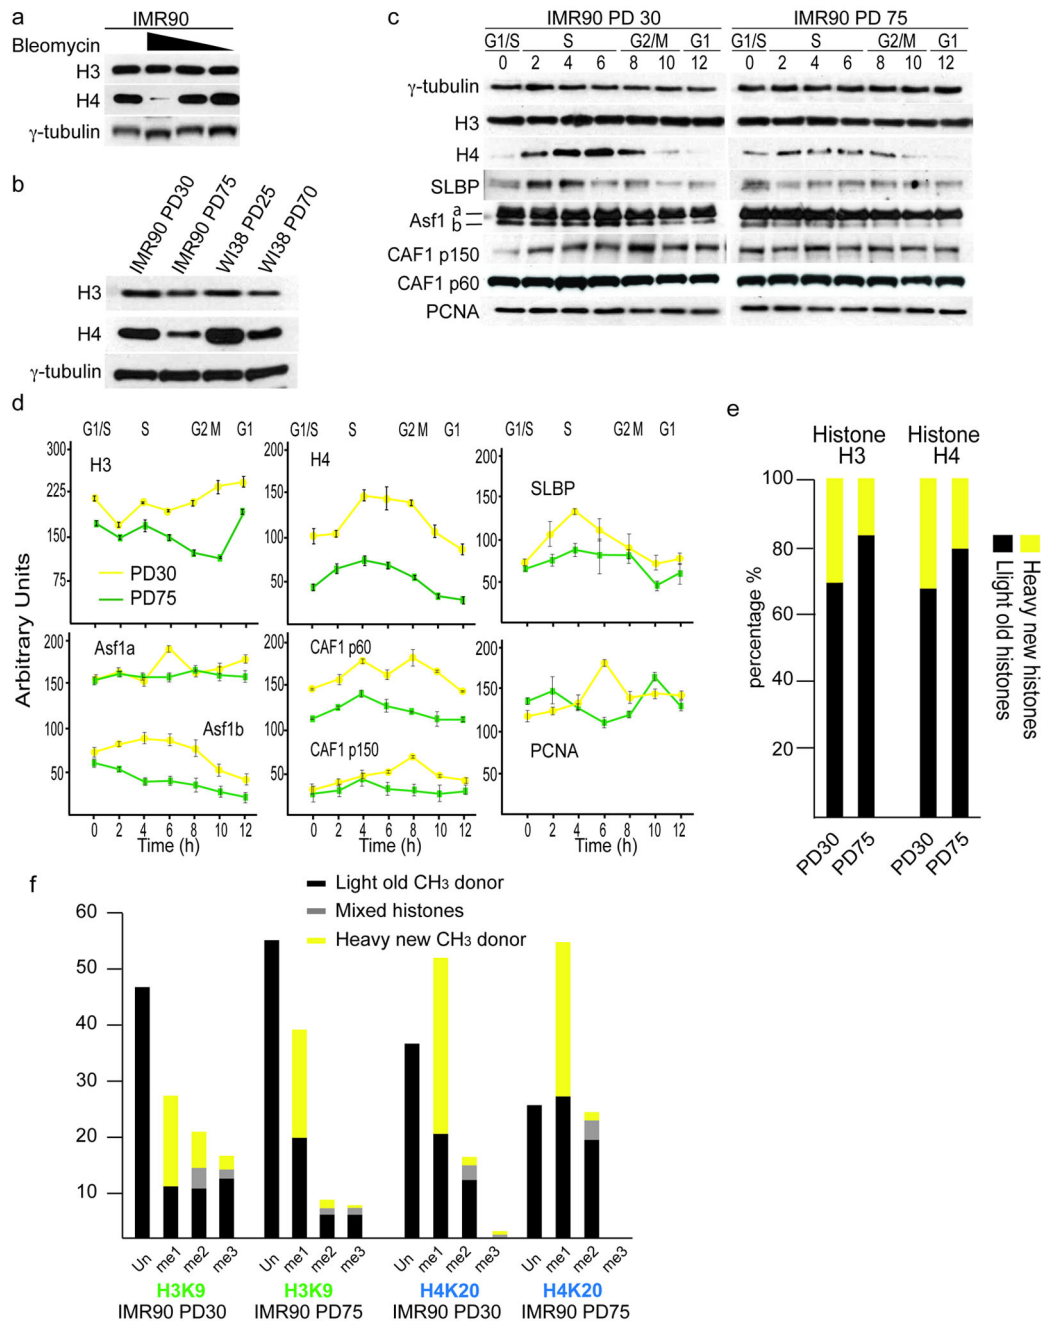 a
IMR90
Bleomycin
H3
H4
γ-tubulin
b
IMR90 PD30
IMR90 PD75
WI38 PD25
WI38 PD70
H3
H4
γ-tubulin
c
IMR90 PD 30
IMR90 PD 75
G1/S S G2/M G1
G1/S S G2/M G1
0 2 4 6 8 10 12
0 2 4 6 8 10 12
γ-tubulin
H3
H4
SLBP
Asf1 a
b
CAF1 p150
CAF1 p60
PCNA
d
G1/S S G2 M G1
G1/S S G2 M G1
G1/S S G2 M G1
Arbitrary Units
300
225
150
75
H3
PD30
PD75
200
150
100
50
H4
200
150
100
50
SLBP
200
150
100
50
Asf1a
Asf1b
0 2 4 6 8 10 12
Time (h)
200
150
100
50
CAF1 p60
CAF1 p150
0 2 4 6 8 10 12
Time (h)
200
150
100
50
PCNA
0 2 4 6 8 10 12
Time (h)
e
Histone
H3
Histone
H4
percentage %
100
80
60
40
20
PD30
PD75
PD30
PD75
Heavy new histones
Llight old histones
f
Light old CH3 donor
Mixed histones
Heavy new CH3 donor
60
50
40
30
20
10
Un me1 me2 me3
Un me1 me2 me3
Un me1 me2 me3
Un me1 me2 me3
H3K9
IMR90 PD30
H3K9
IMR90 PD75
H4K20
IMR90 PD30
H4K20
IMR90 PD75